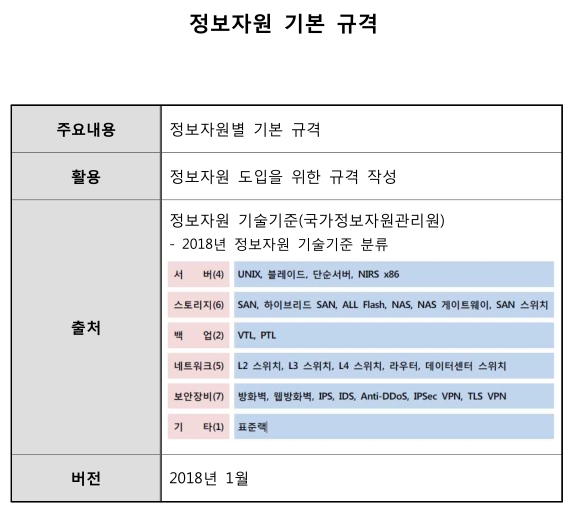 정보자원 기본 규격
주요내용 정보자원별 기본 규격
활용 정보자원 도입을 위한 규격 작성
출처 정보자원 기술기준(국가정보자원관리원)
- 2018년 정보자원 기술기준 분류
서 버(4) UNIX, 블레이드, 단순서버, NIRS x86
스토리지(6) SAN, 하이브리드 SAN, ALL Flash, NAS, NAS 게이트웨이, SAN 스위치
백 업(2) VTL, PTL
네트워크(5) L2 스위치, L3 스위치, L4 스위치, 라우터, 데이터센터 스위치
보안장비(7) 방화벽, 웹방화벽, IPS, IDS, Anti-DDoS, IPSec VPN, TLS VPN
기 타(1) 표준랙
버전 2018년 1월